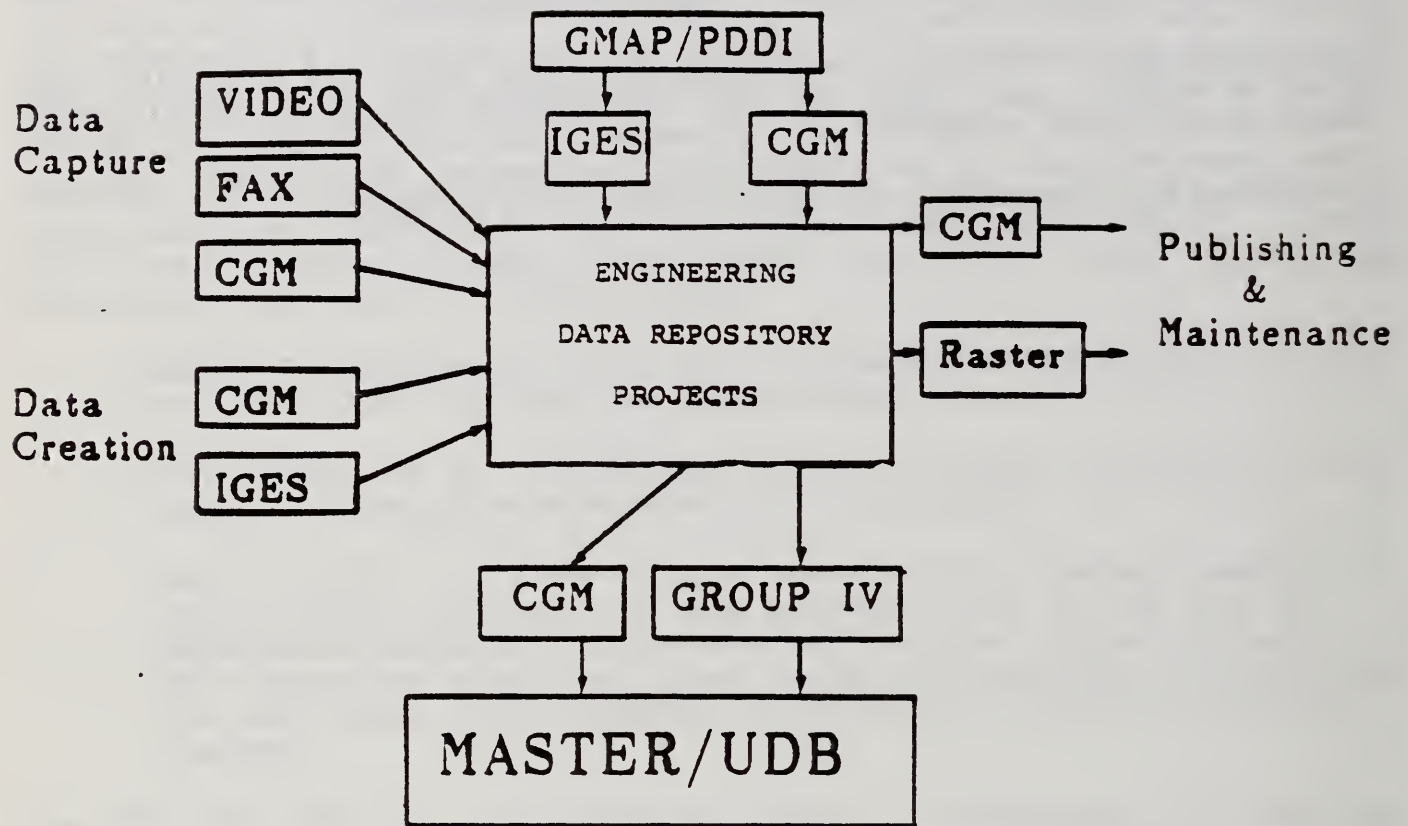 GMAP/PDDI
Data
Capture
VIDEO
FAX
CGM
IGES
CGM
Data
Creation
CGM
IGES
ENGINEERING
DATA REPOSITORY
PROJECTS
CGM
Raster
Publishing
&
Maintenance
CGM
GROUP IV
MASTER/UDB